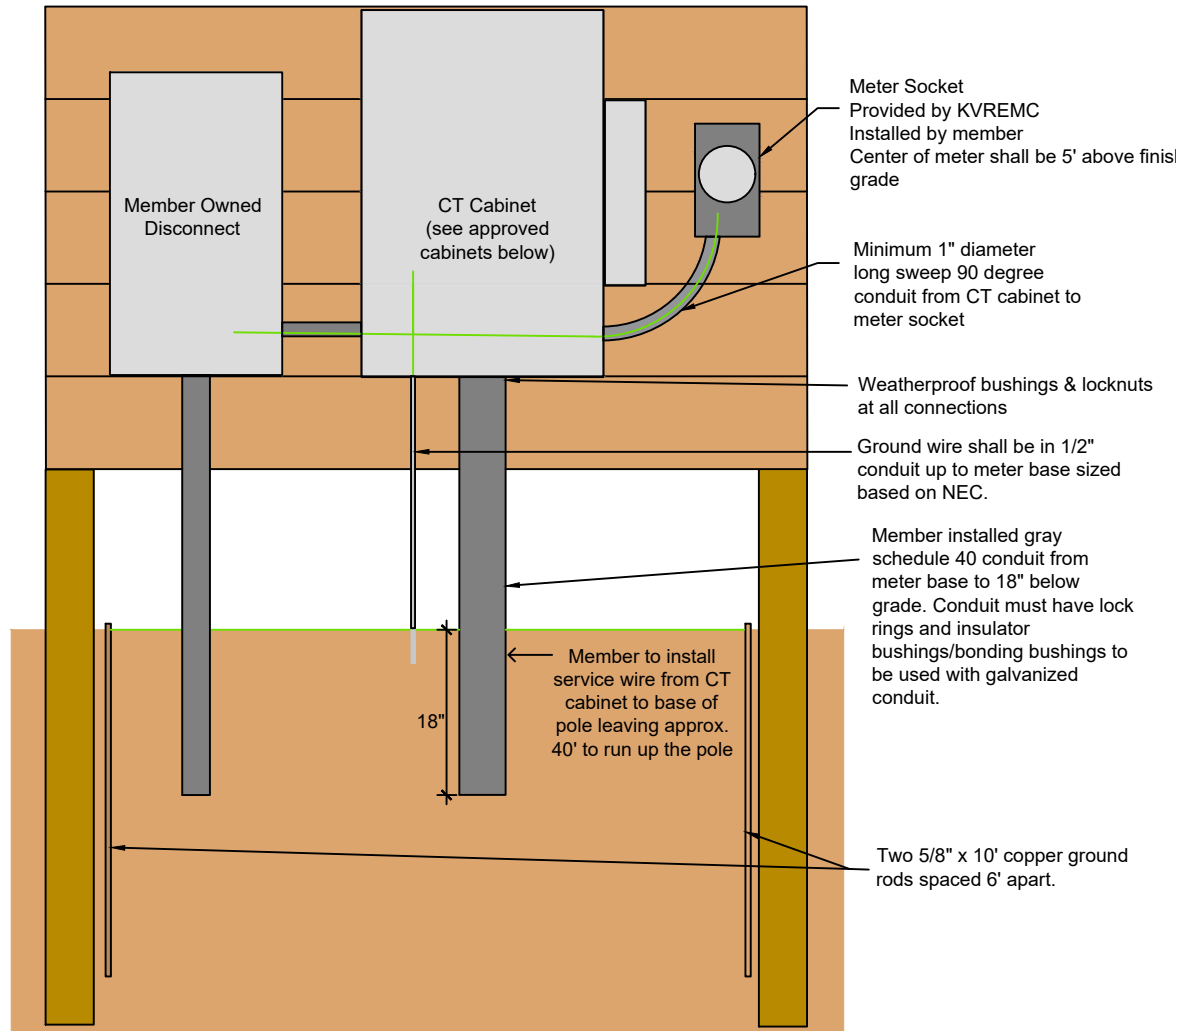 Member Owned
Disconnect
CT Cabinet
(see approved
cabinets below)
Meter Socket
Provided by KVREMC
Installed by member
Center of meter shall be 5' above finis
grade
Minimum 1" diameter
long sweep 90 degree
conduit from CT cabinet to
meter socket
Weatherproof bushings & locknuts
at all connections
Ground wire shall be in 1/2"
conduit up to meter base sized
based on NEC.
Member installed gray
schedule 40 conduit from
meter base to 18" below
grade. Conduit must have lock
rings and insulator
bushings/bonding bushings to
be used with galvanized
conduit.
Member to install
service wire from CT
cabinet to base of
pole leaving approx.
40' to run up the pole
18"
Two 5/8" x 10' copper ground
rods spaced 6' apart.